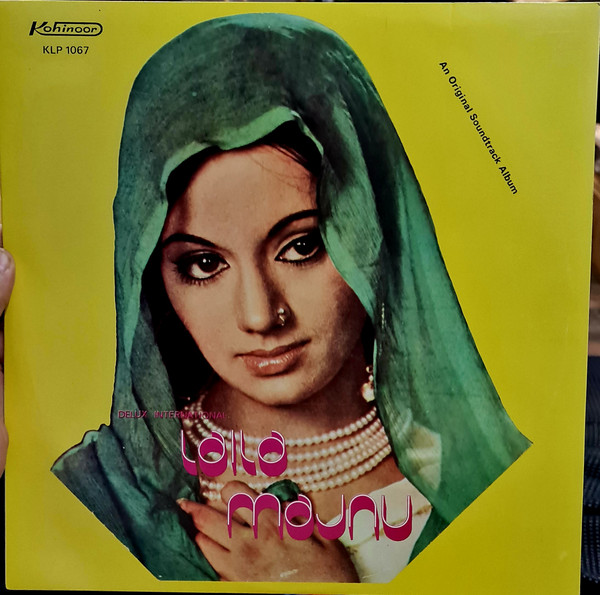 Kohinoor
KLP 1067
An Original Soundtrack Album
DELUX INTERNATIONAL
laila
majnu